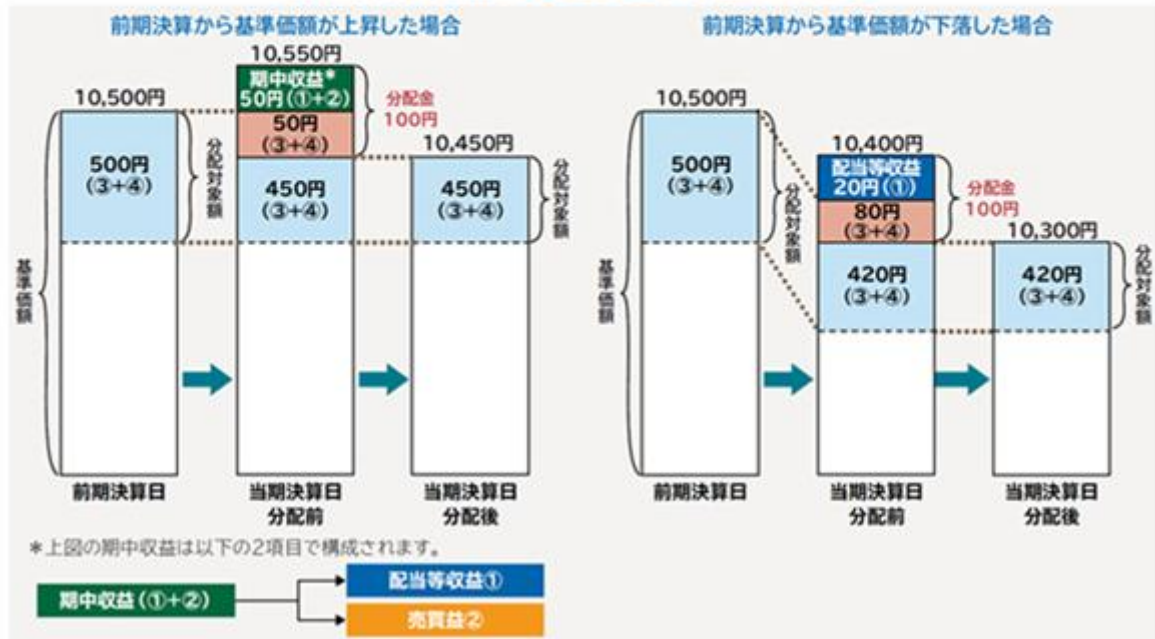 前期決算から基準価額が上昇した場合
10,550円
10,500円
期中収益*
50円(①+②)
分配金
100円
50円
(③+④)
10,450円
500円
(③+④)
分配対象額
450円
(③+④)
450円
(③+④)
分配対象額
基準価額
前期決算日
当期決算日
分配前
当期決算日
分配後
*上図の期中収益は以下の2項目で構成されます。
期中収益(①+②)
配当等収益①
売買益②
前期決算から基準価額が下落した場合
10,500円
10,400円
500円
(③+④)
分配対象額
配当等収益
20円(①)
分配金
100円
80円
(③+④)
10,300円
420円
(③+④)
420円
(③+④)
分配対象額
基準価額
前期決算日
当期決算日
分配前
当期決算日
分配後